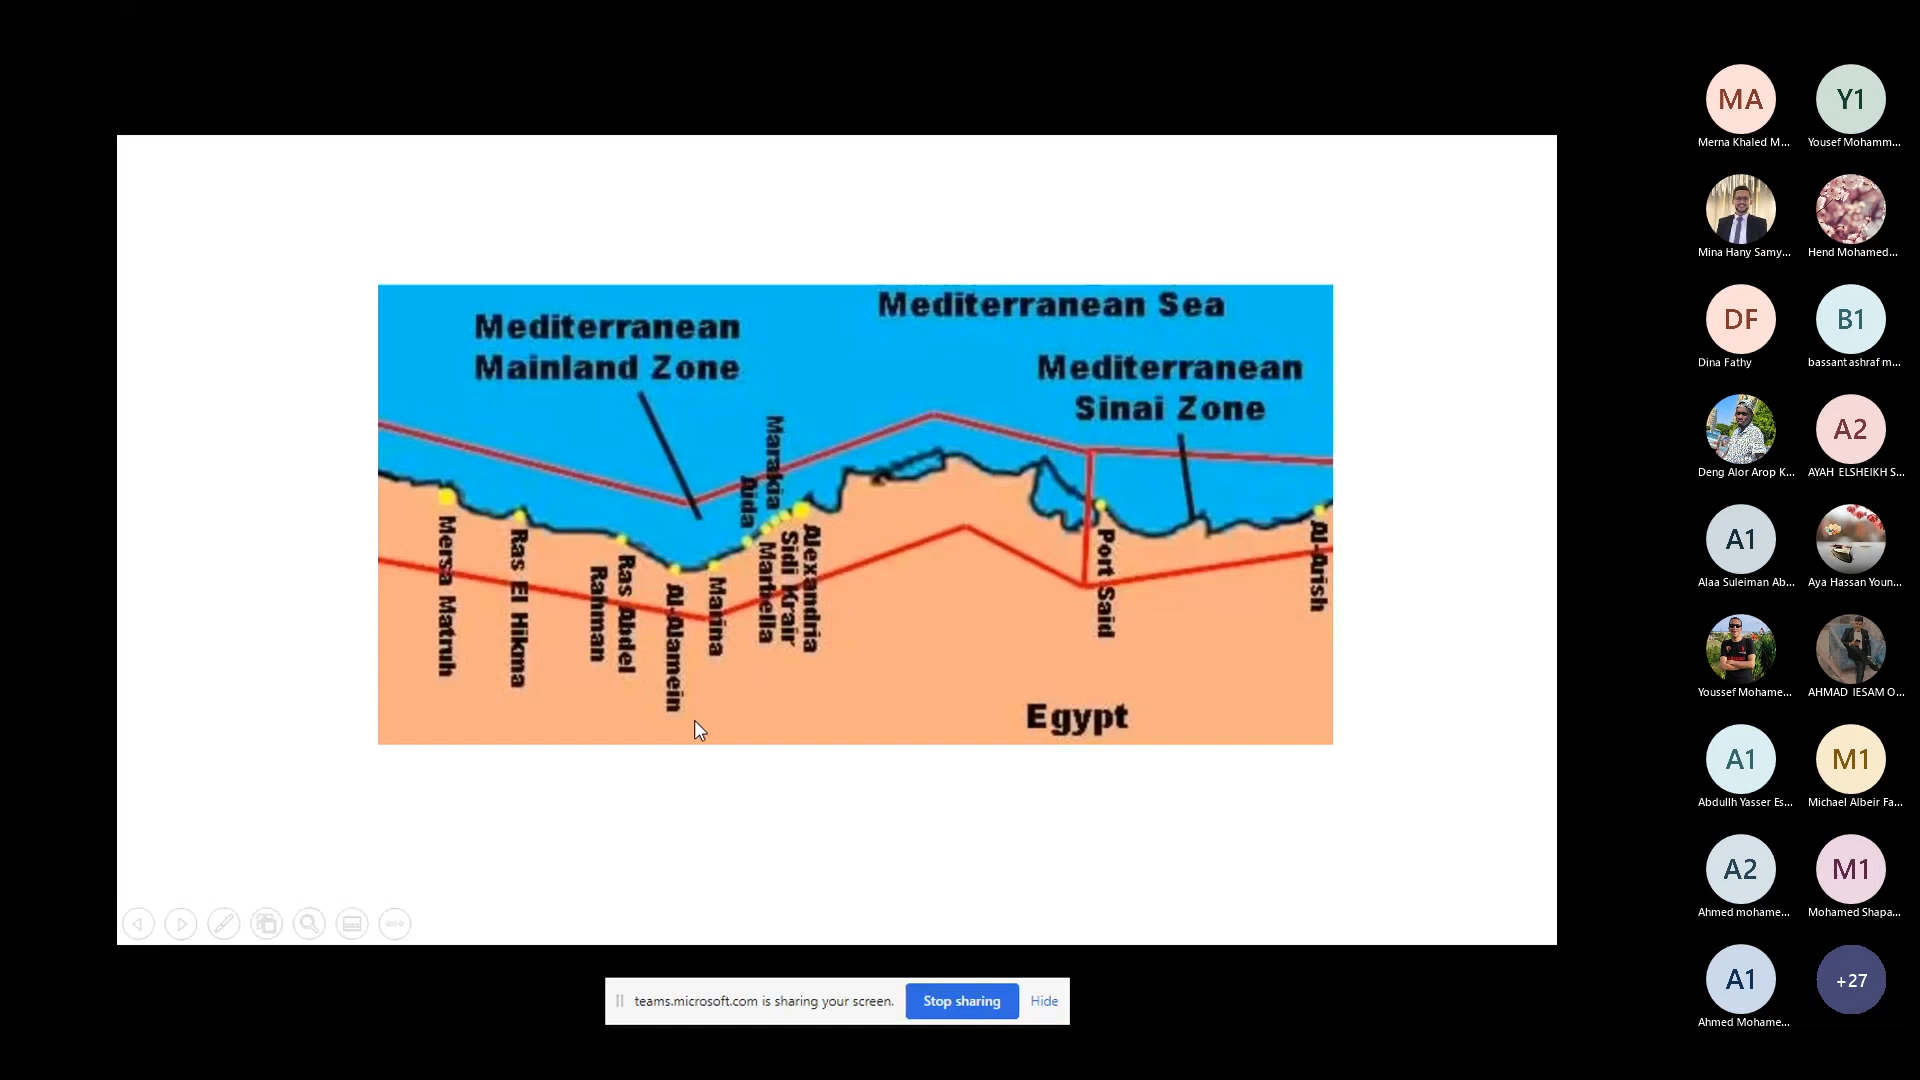 Mediterranean Sea
Mediterranean
Mainland Zone
Mediterranean
Sinai Zone
Marakia
Aida
Mersa Matruh
Ras El Hikma
Ras Abdel
Rahman
Al-Alamein
Marina
Marbella
Sidi Krair
Alexandria
Port Said
Al-Arish
Egypt
teams.microsoft.com is sharing your screen.
Stop sharing
Hide
MA
Merna Khaled M...
Y1
Yousef Mohamm...
Mina Hany Samy...
Hend Mohamed...
DF
Dina Fathy
B1
bassant ashraf m...
Deng Alor Arop K...
A2
AYAH ELSHEIKH S...
A1
Alaa Suleiman Ab...
Aya Hassan Youn...
Youssef Mohame...
AHMAD IESAM O...
A1
Abdullh Yasser Es...
M1
Michael Albeir Fa...
A2
Ahmed mohame...
M1
Mohamed Shapa...
A1
Ahmed Mohame...
+27